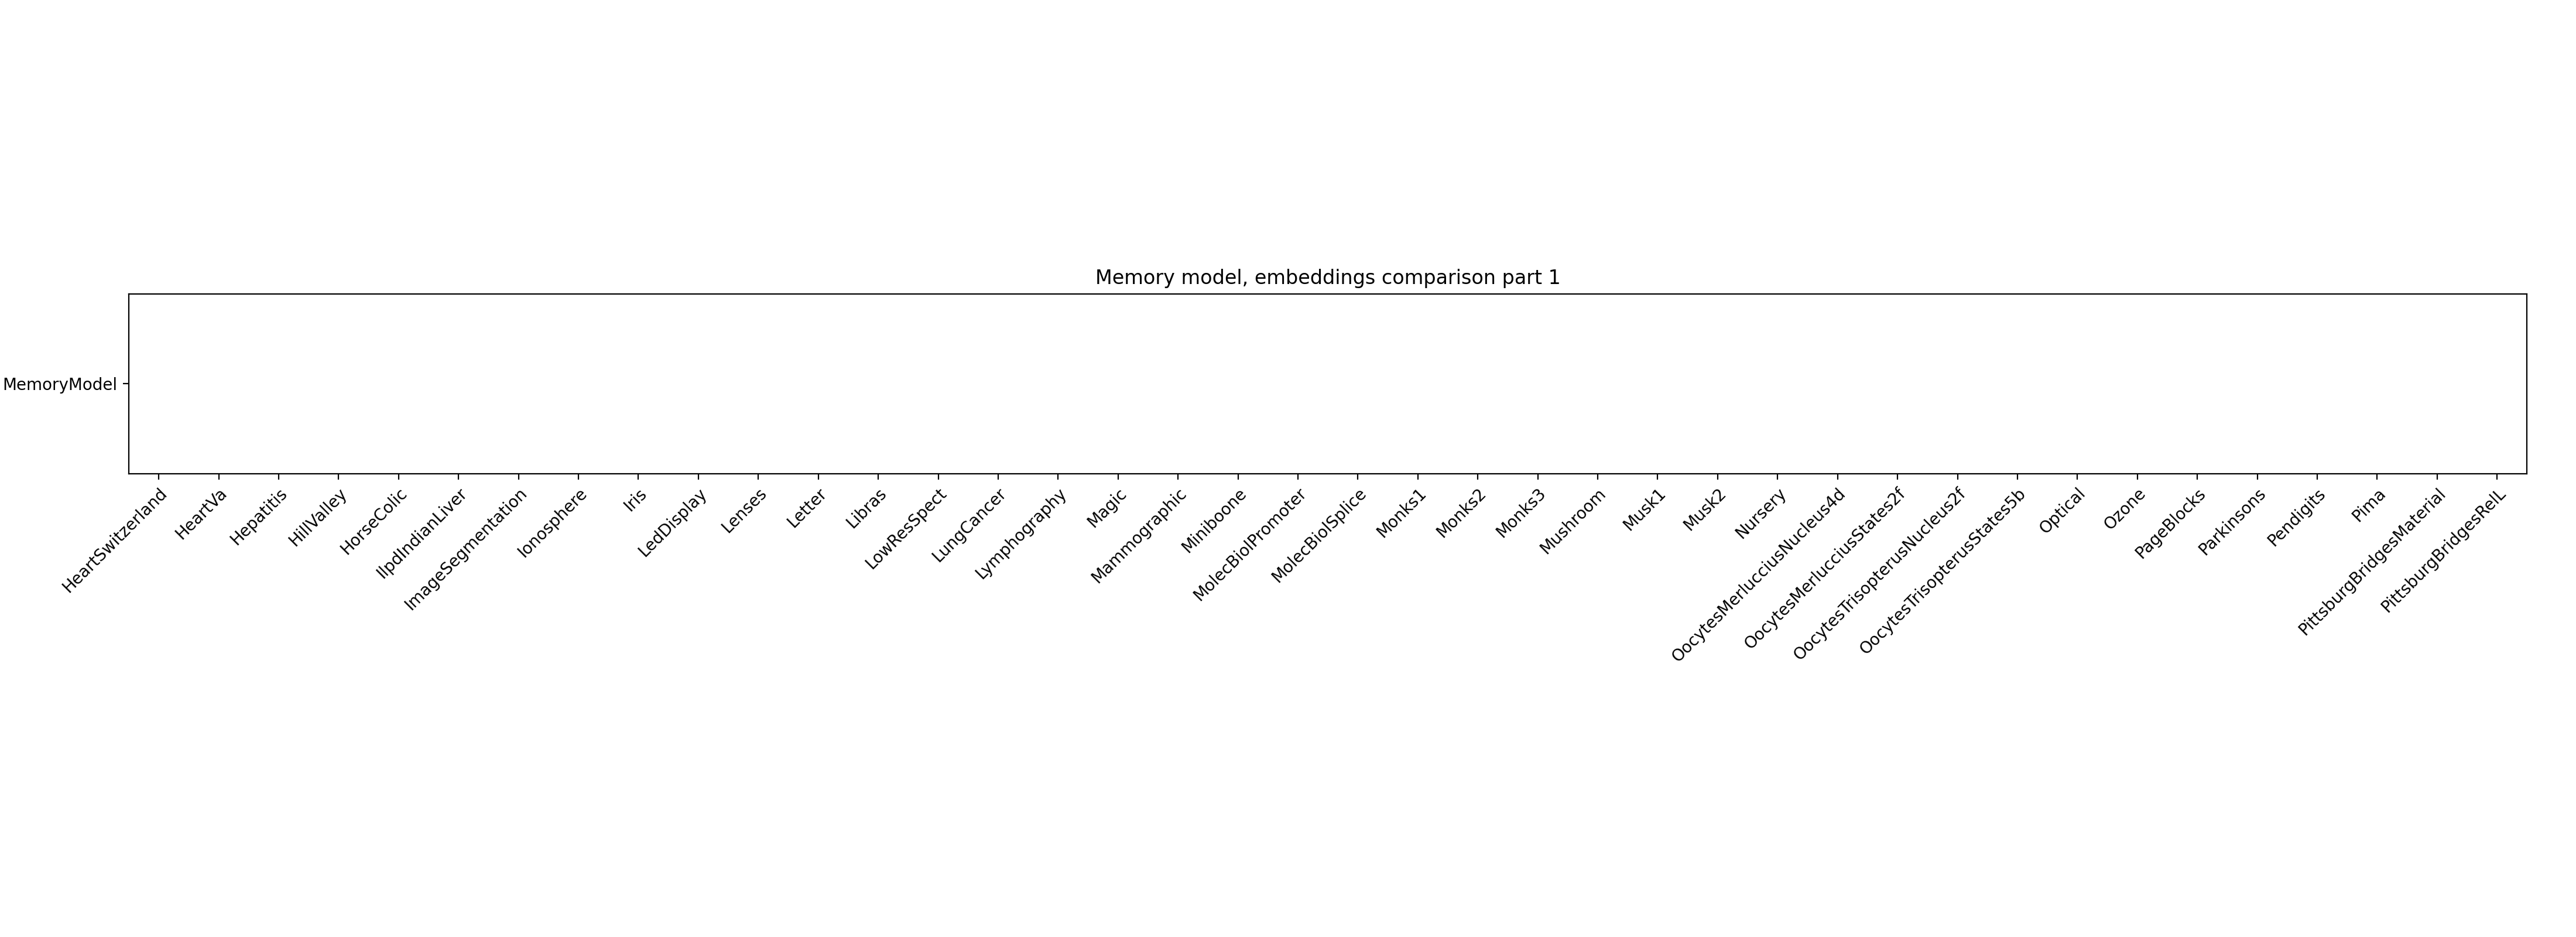 Memory model, embeddings comparison part 1
MemoryModel
HeartSwitzerland
HeartVa
Hepatitis
HillValley
HorseColic
IlpdIndianLiver
ImageSegmentation
Ionosphere
Iris
LedDisplay
Lenses
Letter
Libras
LowResSpect
LungCancer
Lymphography
Magic
Mammographic
Miniboone
MolecBiolPromoter
MolecBiolSplice
Monks1
Monks2
Monks3
Mushroom
Musk1
Musk2
Nursery
OocytesMerlucciusNucleus4d
OocytesMerlucciusStates2f
OocytesTrisopterusNucleus2f
OocytesTrisopterusStates5b
Optical
Ozone
PageBlocks
Parkinsons
Pendigits
Pima
PittsburgBridgesMaterial
PittsburgBridgesRelL